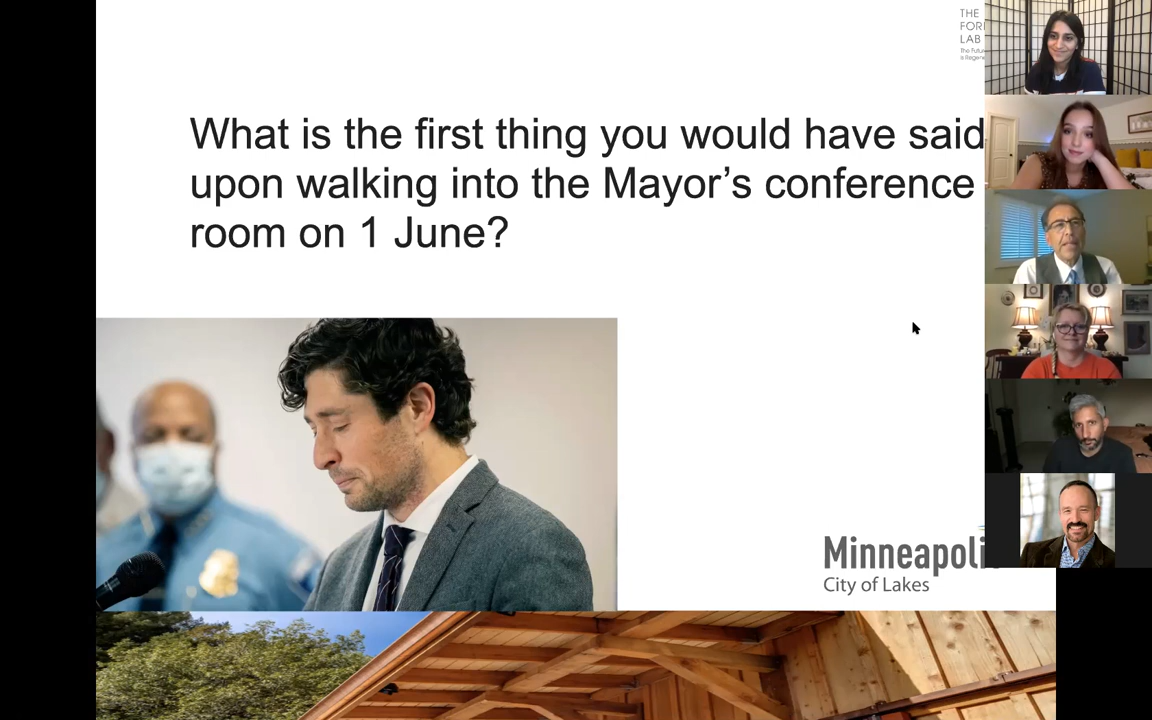 THE
FOR
LAB
What is the first thing you would have said
upon walking into the Mayor’s conference
room on 1 June?
Minneapoli
City of Lakes